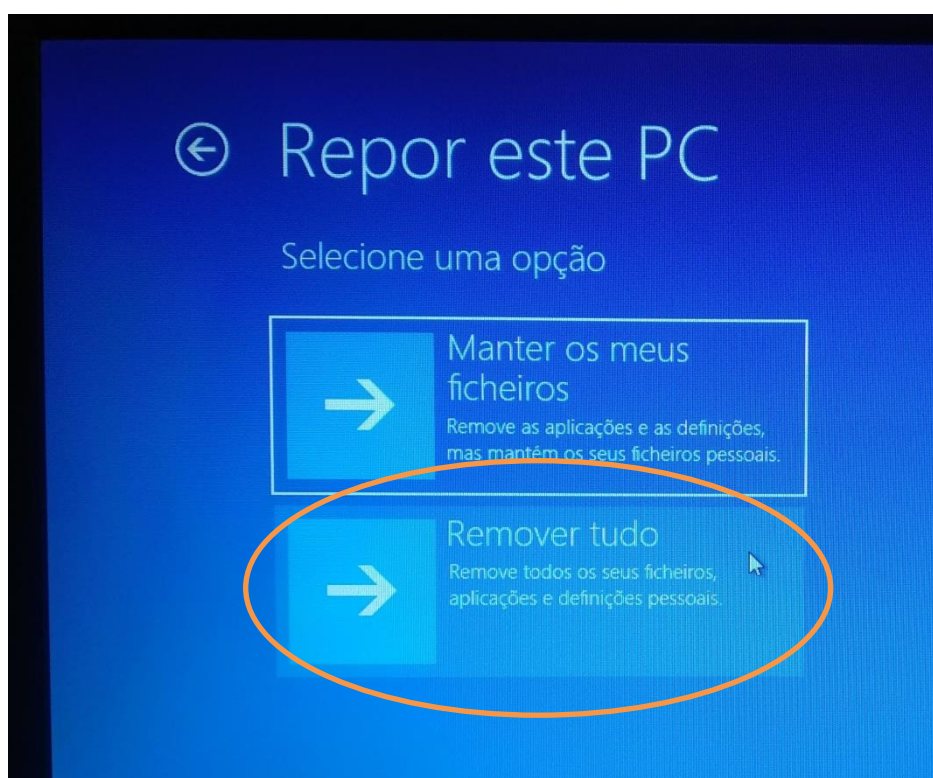 Repor este PC
Selecione uma opção
Manter os meus
ficheiros
Remove as aplicações e as definições,
mas mantém os seus ficheiros pessoais.
Remover tudo
Remove todos os seus ficheiros,
aplicações e definições pessoais.